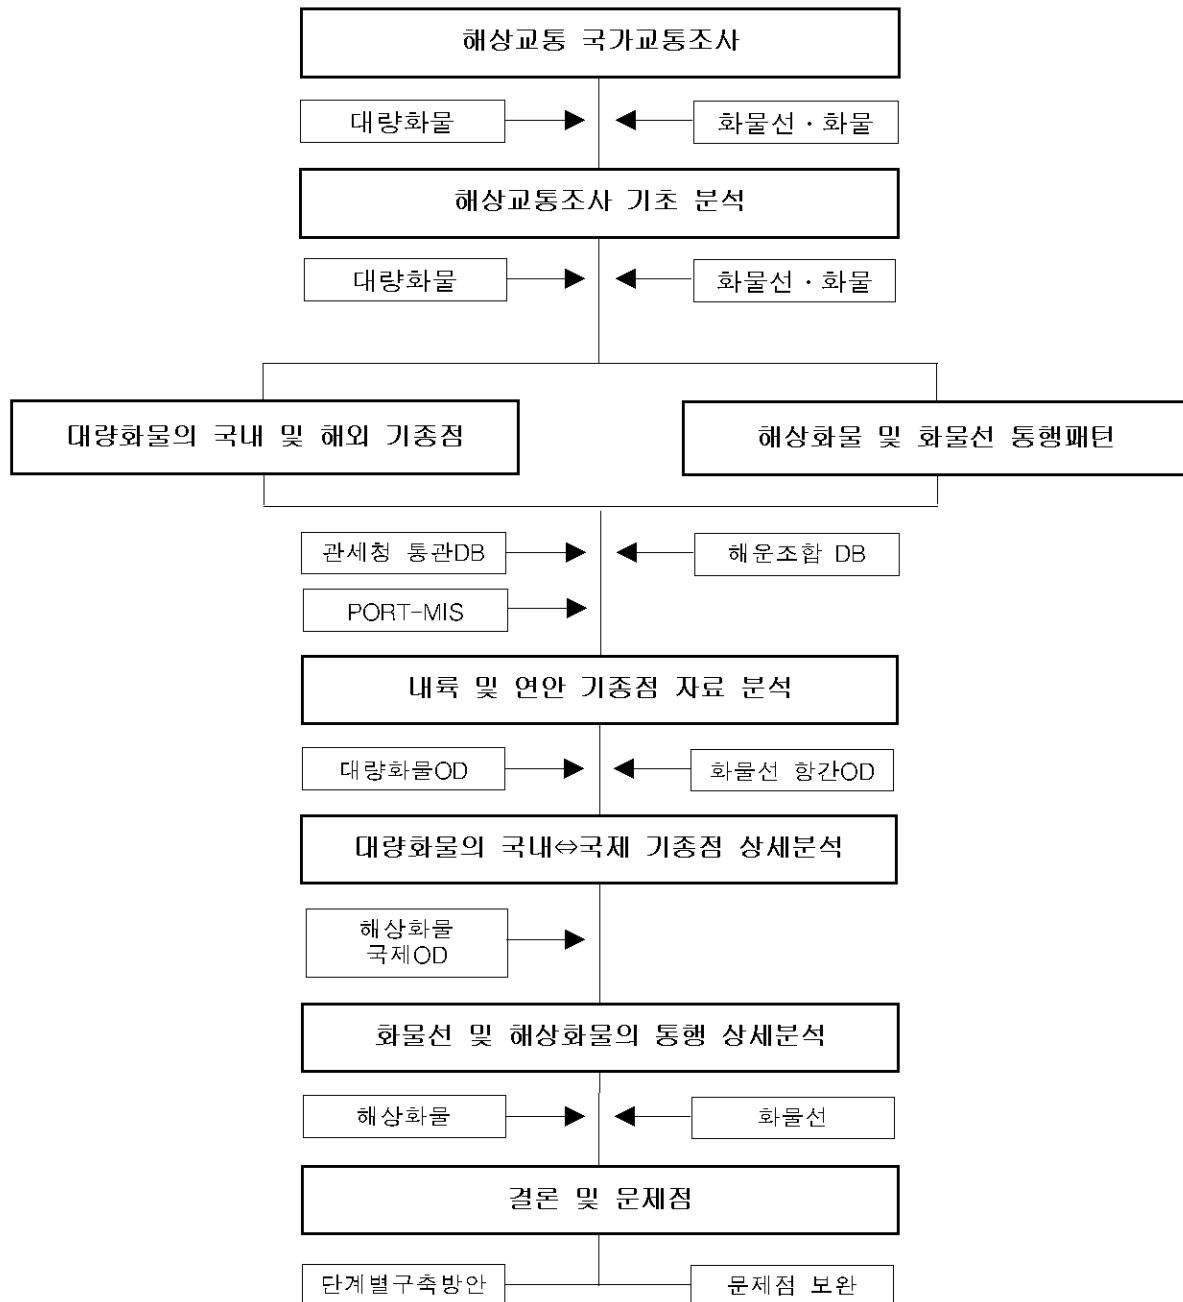 해상교통 국가교통조사
대량화물
화물선 · 화물
해상교통조사 기초 분석
대량화물
화물선 · 화물
대량화물의 국내 및 해외 기종점
해상화물 및 화물선 통행패턴
관세청 통관DB
해운조합 DB
PORT-MIS
내륙 및 연안 기종점 자료 분석
대량화물OD
화물선 항간OD
대량화물의 국내⇔국제 기종점 상세분석
해상화물
국제OD
화물선 및 해상화물의 통행 상세분석
해상화물
화물선
결론 및 문제점
단계별구축방안
문제점 보완